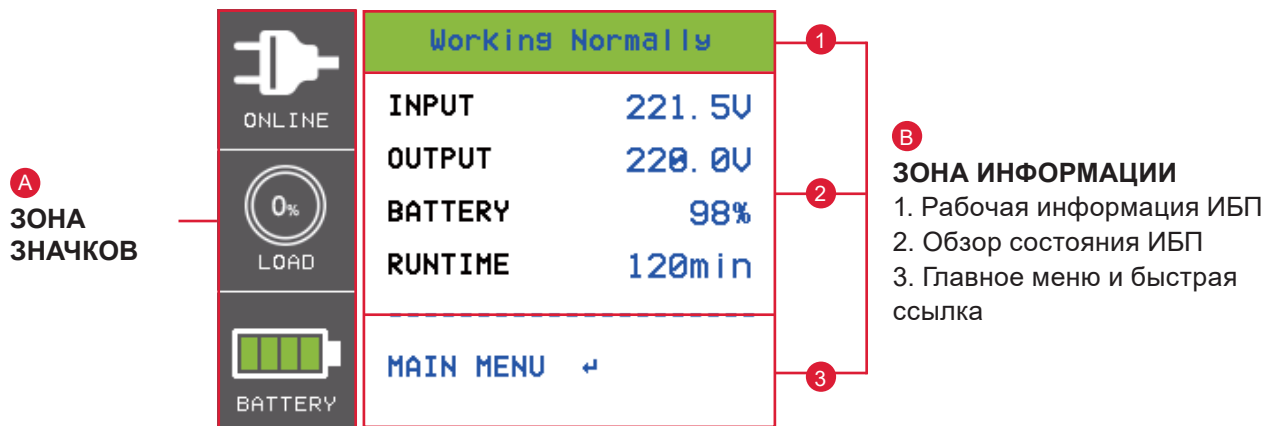 A
ЗОНА
ЗНАЧКОВ
ONLINE
0%
LOAD
BATTERY
Working Normally
INPUT 221.5V
OUTPUT 220.0V
BATTERY 98%
RUNTIME 120min
MAIN MENU ↵
1
2
3
B
ЗОНА ИНФОРМАЦИИ
1. Рабочая информация ИБП
2. Обзор состояния ИБП
3. Главное меню и быстрая
ссылка